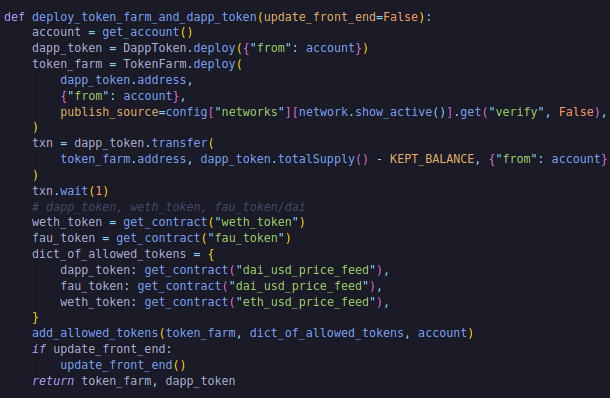 def deploy_token_farm_and_dapp_token(update_front_end=False):
    account = get_account()
    dapp_token = DappToken.deploy({"from": account})
    token_farm = TokenFarm.deploy(
        dapp_token.address,
        {"from": account},
        publish_source=config["networks"][network.show_active()].get("verify", False),
    )
    txn = dapp_token.transfer(
        token_farm.address, dapp_token.totalSupply() - KEPT_BALANCE, {"from": account}
    )
    txn.wait(1)
    # dapp_token, weth_token, fau_token/dai
    weth_token = get_contract("weth_token")
    fau_token = get_contract("fau_token")
    dict_of_allowed_tokens = {
        dapp_token: get_contract("dai_usd_price_feed"),
        fau_token: get_contract("dai_usd_price_feed"),
        weth_token: get_contract("eth_usd_price_feed"),
    }
    add_allowed_tokens(token_farm, dict_of_allowed_tokens, account)
    if update_front_end:
        update_front_end()
    return token_farm, dapp_token